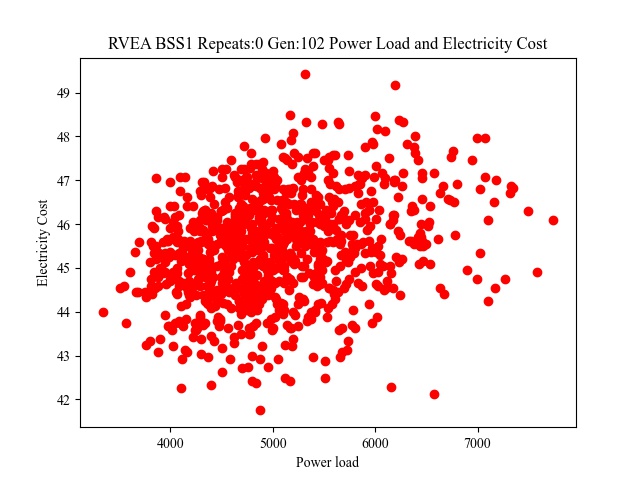 RVEA BSS1 Repeats:0 Gen:102 Power Load and Electricity Cost
49
48
47
46
45
44
43
42
Electricity Cost
4000 5000 6000 7000
Power load